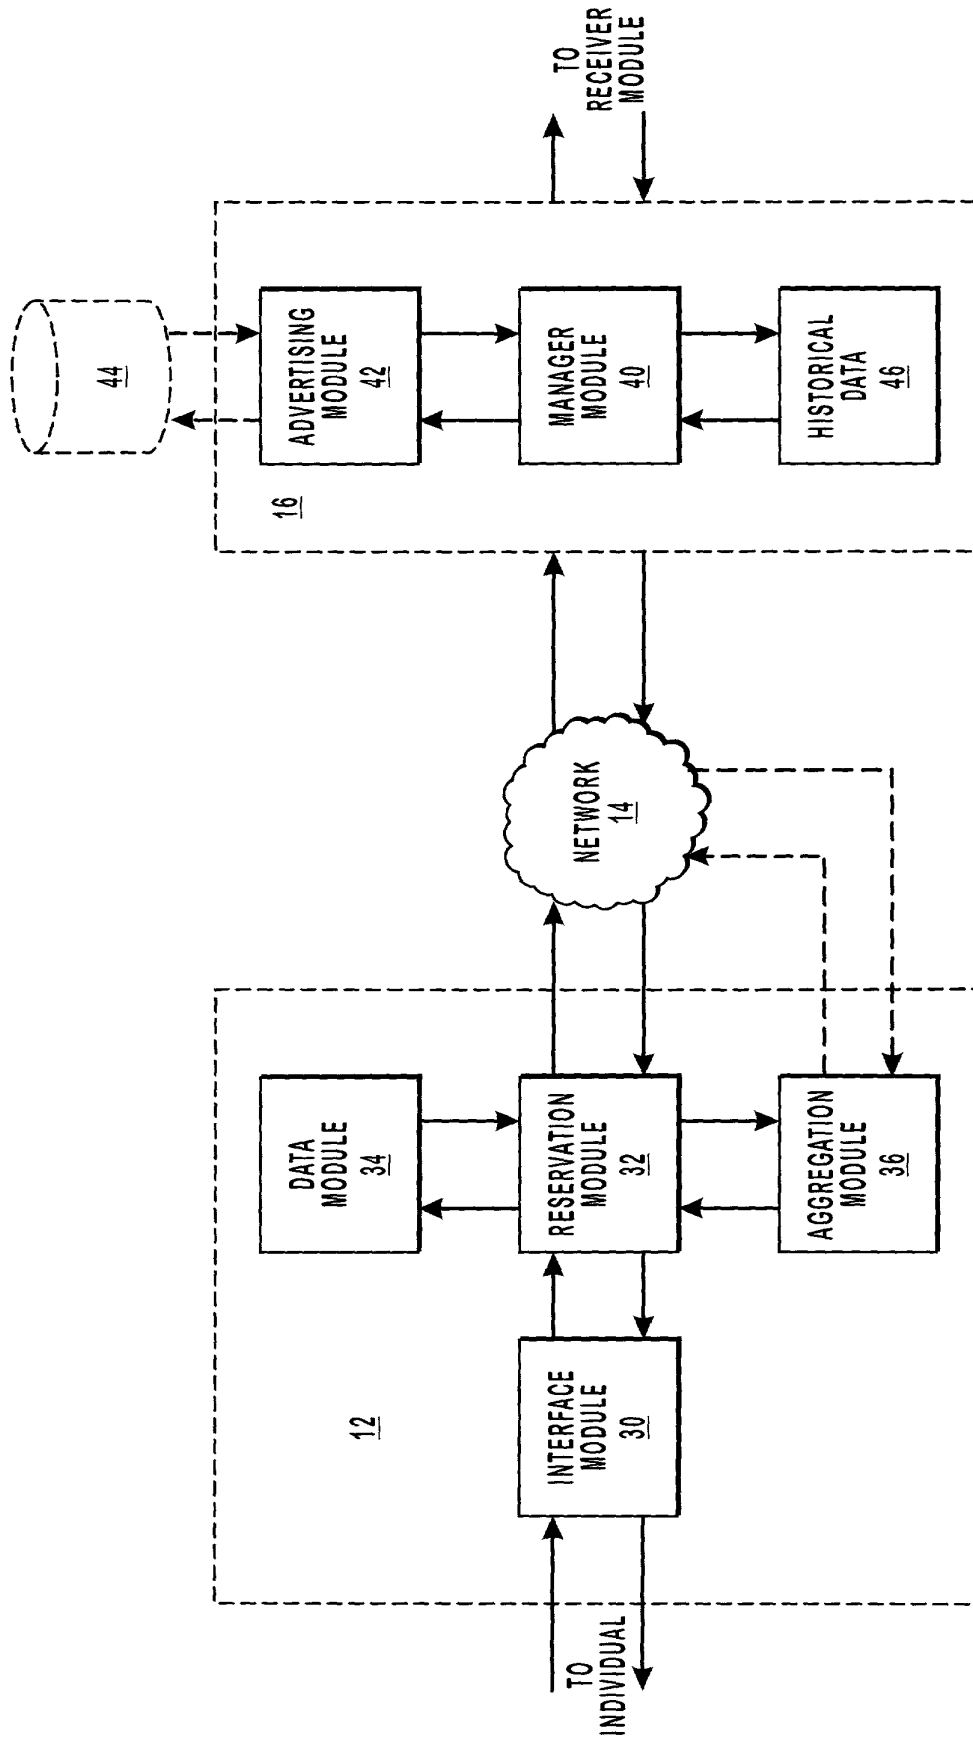 44
ADVERTISING
MODULE
42
16
MANAGER
MODULE
40
HISTORICAL
DATA
46
TO
RECEIVER
MODULE
NETWORK
14
DATA
MODULE
34
RESERVATION
MODULE
32
AGGREGATION
MODULE
36
12
INTERFACE
MODULE
30
TO
INDIVIDUAL